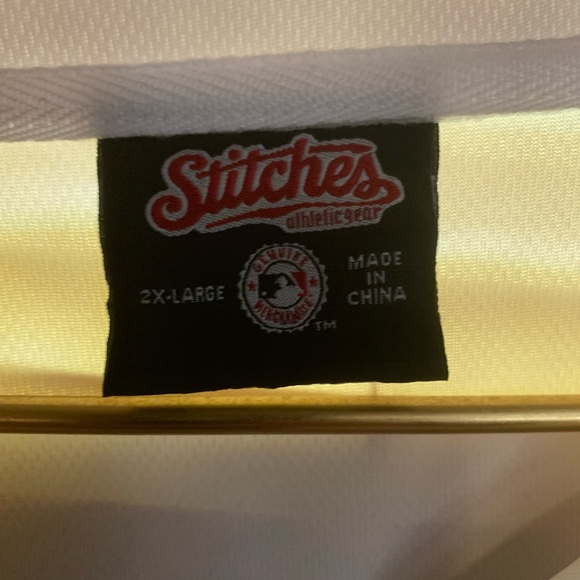 Stitches
athletic gear
2X-LARGE
GENUINE
MERCHANDISE
TM
MADE
IN
CHINA